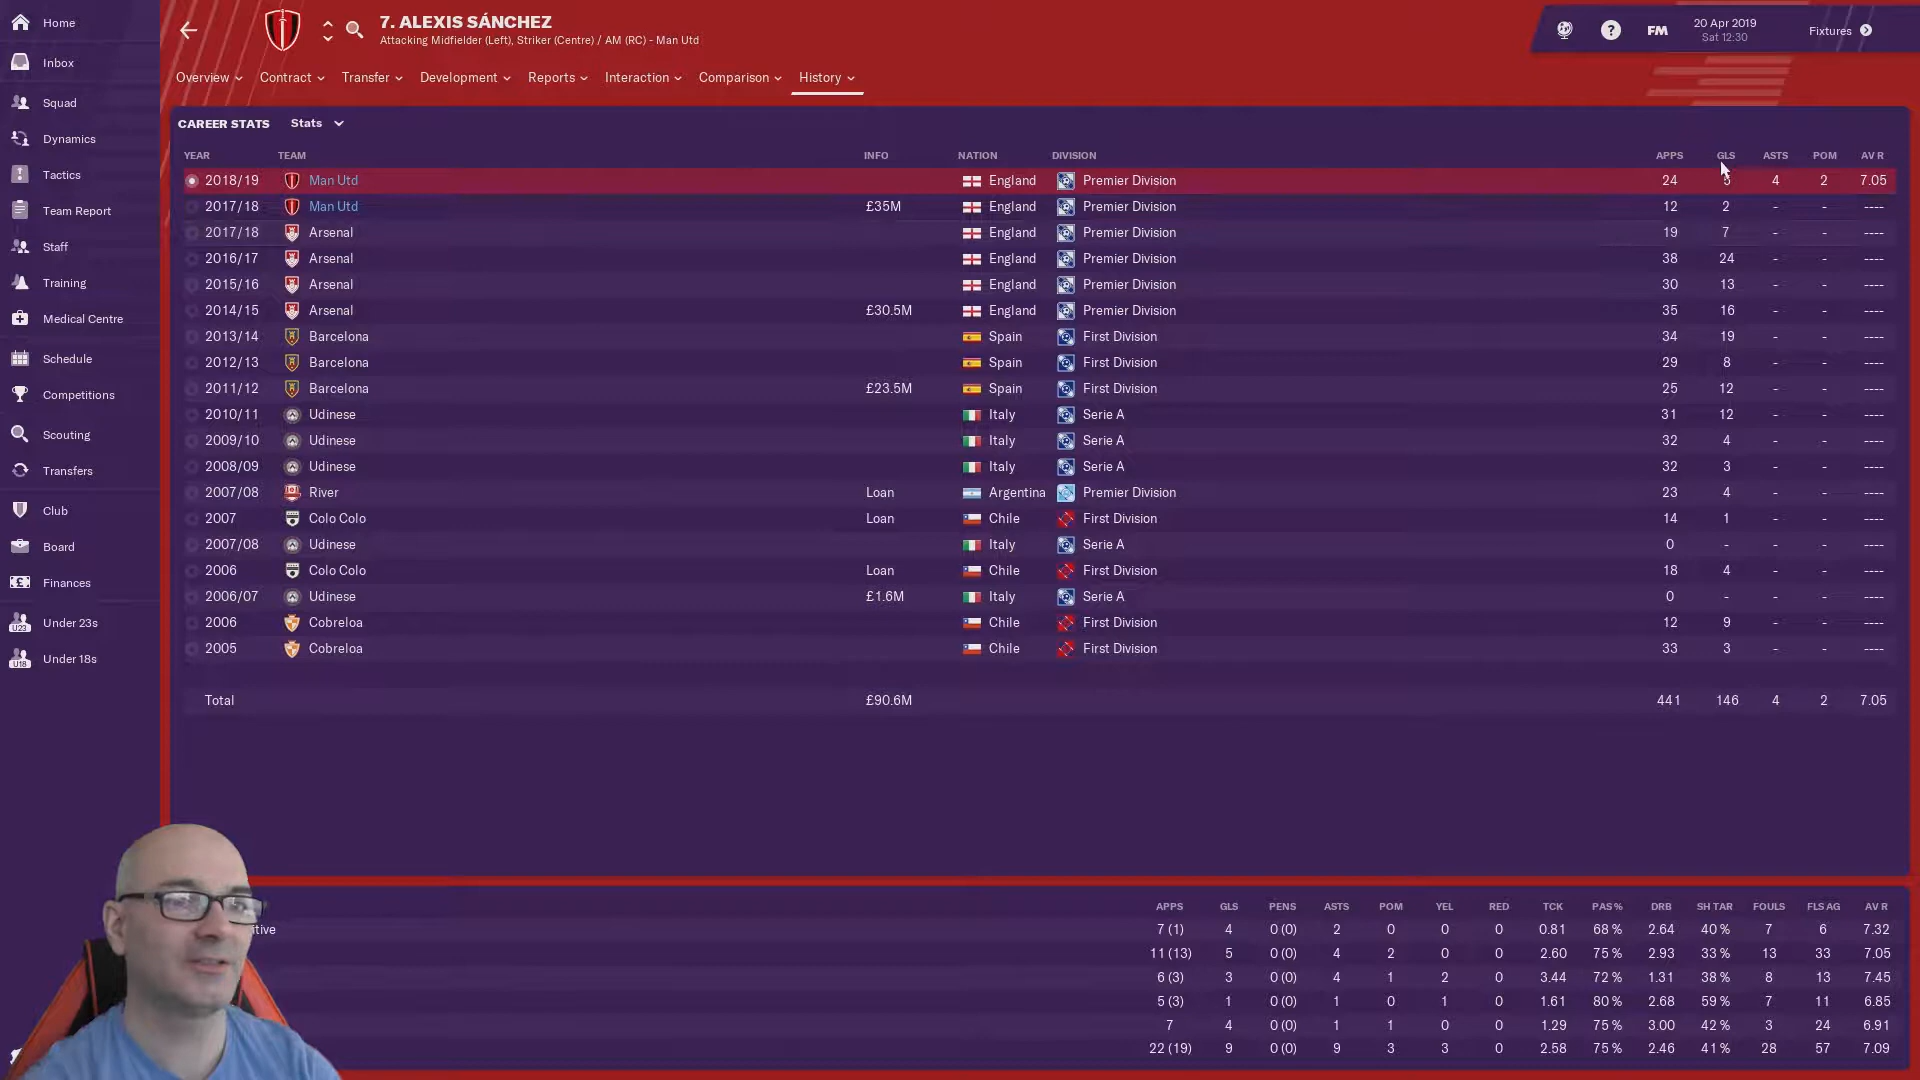 Home
Inbox
Squad
Dynamics
Tactics
Team Report
Staff
Training
Medical Centre
Schedule
Competitions
Scouting
Transfers
Club
Board
Finances
Under 23s
Under 18s
7. ALEXIS SÁNCHEZ
Attacking Midfielder (Left), Striker (Centre) / AM (RC) - Man Utd
FM
20 Apr 2019
Sat 12:30
Fixtures
Overview Contract Transfer Development Reports Interaction Comparison History
CAREER STATS Stats
YEAR TEAM INFO NATION DIVISION APPS GLS ASTS POM AV R
2018/19 Man Utd England Premier Division 24 5 4 2 7.05
2017/18 Man Utd £35M England Premier Division 12 2 - - ----
2017/18 Arsenal England Premier Division 19 7 - - ----
2016/17 Arsenal England Premier Division 38 24 - - ----
2015/16 Arsenal England Premier Division 30 13 - - ----
2014/15 Arsenal £30.5M England Premier Division 35 16 - - ----
2013/14 Barcelona Spain First Division 34 19 - - ----
2012/13 Barcelona Spain First Division 29 8 - - ----
2011/12 Barcelona £23.5M Spain First Division 25 12 - - ----
2010/11 Udinese Italy Serie A 31 12 - - ----
2009/10 Udinese Italy Serie A 32 4 - - ----
2008/09 Udinese Italy Serie A 32 3 - - ----
2007/08 River Loan Argentina Premier Division 23 4 - - ----
2007 Colo Colo Loan Chile First Division 14 1 - - ----
2007/08 Udinese Italy Serie A 0 - - - ----
2006 Colo Colo Loan Chile First Division 18 4 - - ----
2006/07 Udinese £1.6M Italy Serie A 0 - - - ----
2006 Cobreloa Chile First Division 12 9 - - ----
2005 Cobreloa Chile First Division 33 3 - - ----
Total £90.6M 441 146 4 2 7.05
APPS GLS PENS ASTS POM YEL RED TCK PAS% DRB SH TAR FOULS FLS AG AV R
itive 7 (1) 4 0 (0) 2 0 0 0 0.81 68 % 2.64 40 % 7 6 7.32
11 (13) 5 0 (0) 4 2 0 0 2.60 75 % 2.93 33 % 13 33 7.05
6 (3) 3 0 (0) 4 1 2 0 3.44 72 % 1.31 38 % 8 13 7.45
5 (3) 1 0 (0) 1 0 1 0 1.61 80 % 2.68 59 % 7 11 6.85
7 4 0 (0) 1 1 0 0 1.29 75 % 3.00 42 % 3 24 6.91
22 (19) 9 0 (0) 9 3 3 0 2.58 75 % 2.46 41 % 28 57 7.09